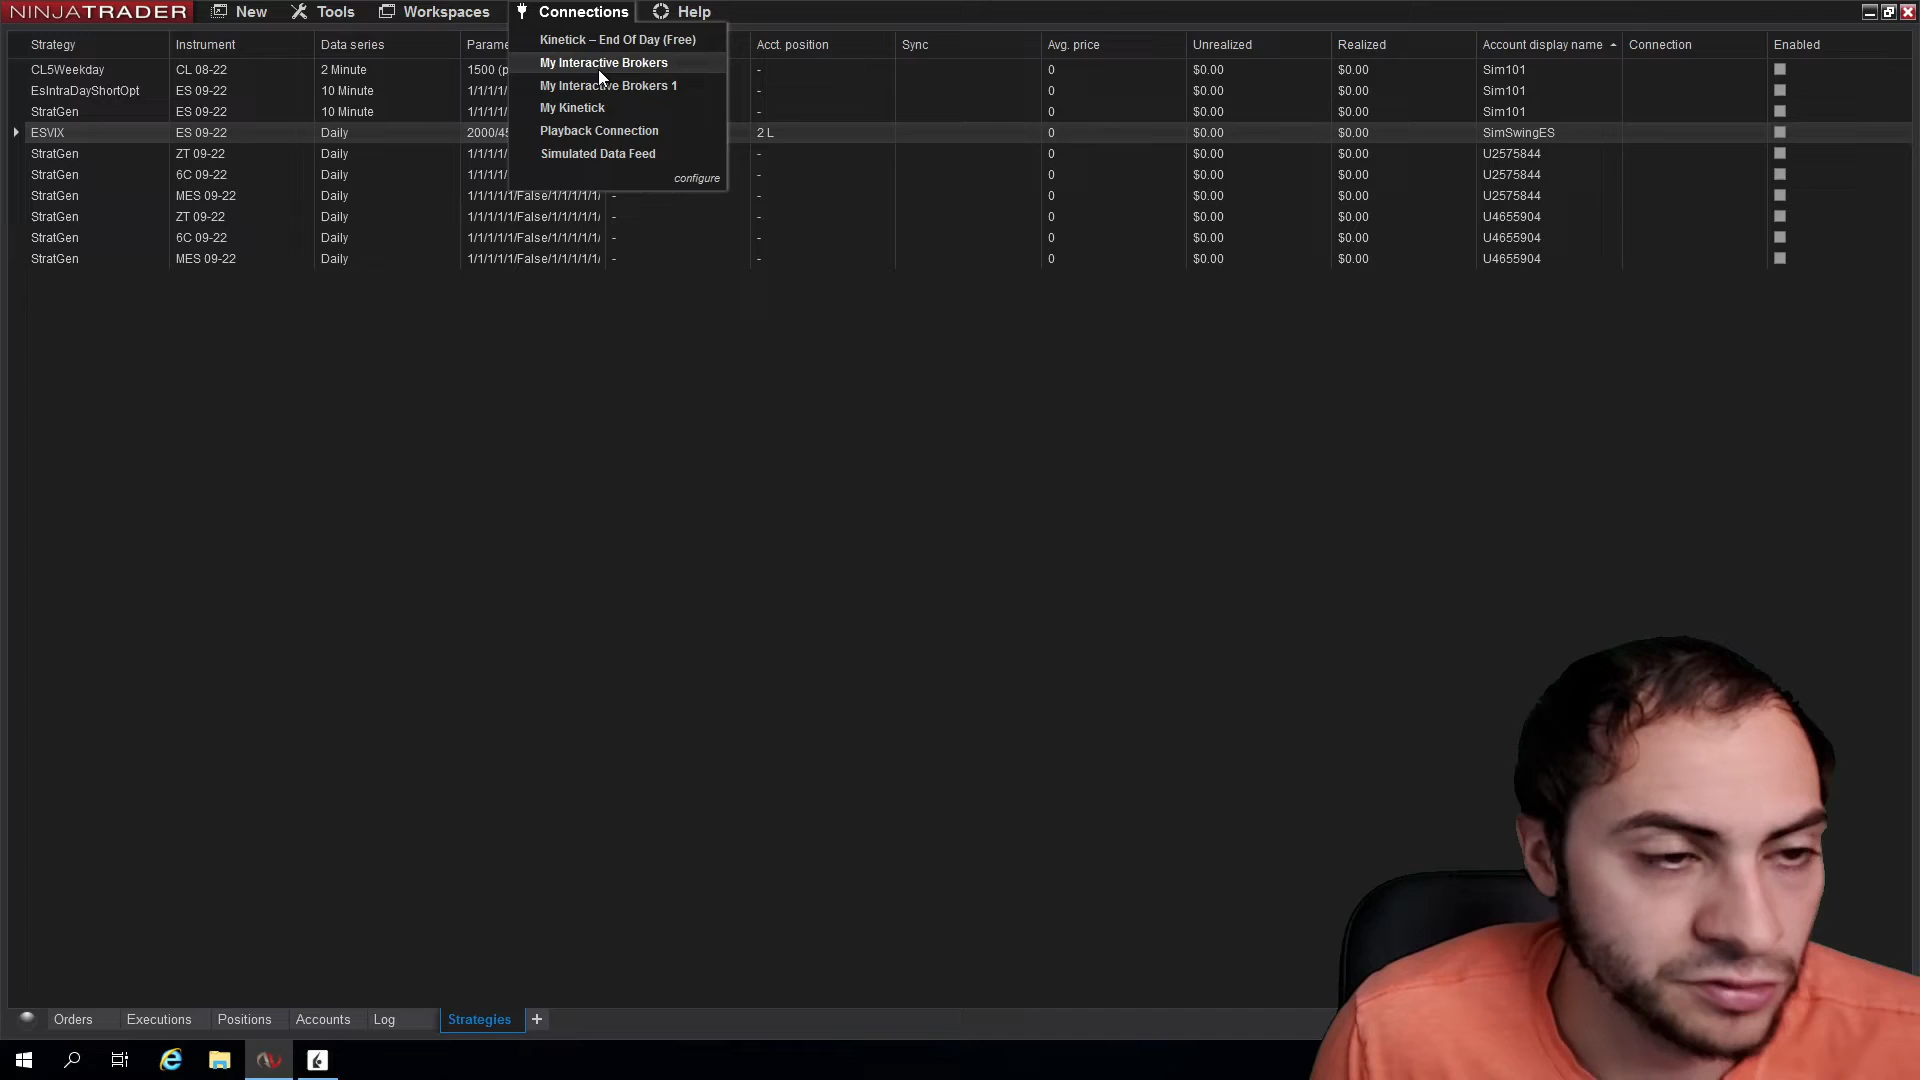 NINJATRADER New Tools Workspaces Connections Help
Strategy Instrument Data series Parame Acct. position Sync Avg. price Unrealized Realized Account display name Connection Enabled
Kinetick – End Of Day (Free)
My Interactive Brokers
My Interactive Brokers 1
My Kinetick
Playback Connection
Simulated Data Feed
configure
CL5Weekday CL 08-22 2 Minute 1500 (p - 0 $0.00 $0.00 Sim101
EsIntraDayShortOpt ES 09-22 10 Minute 1/1/1/ - 0 $0.00 $0.00 Sim101
StratGen ES 09-22 10 Minute 1/1/1/ - 0 $0.00 $0.00 Sim101
ESVIX ES 09-22 Daily 2000/45 2 L 0 $0.00 $0.00 SimSwingES
StratGen ZT 09-22 Daily 1/1/1/1/ - 0 $0.00 $0.00 U2575844
StratGen 6C 09-22 Daily 1/1/1/1/ - 0 $0.00 $0.00 U2575844
StratGen MES 09-22 Daily 1/1/1/1/1/False/1/1/1/1/1/ - - 0 $0.00 $0.00 U2575844
StratGen ZT 09-22 Daily 1/1/1/1/1/False/1/1/1/1/1/ - - 0 $0.00 $0.00 U4655904
StratGen 6C 09-22 Daily 1/1/1/1/1/False/1/1/1/1/1/ - - 0 $0.00 $0.00 U4655904
StratGen MES 09-22 Daily 1/1/1/1/1/False/1/1/1/1/1/ - - 0 $0.00 $0.00 U4655904
Orders Executions Positions Accounts Log Strategies +